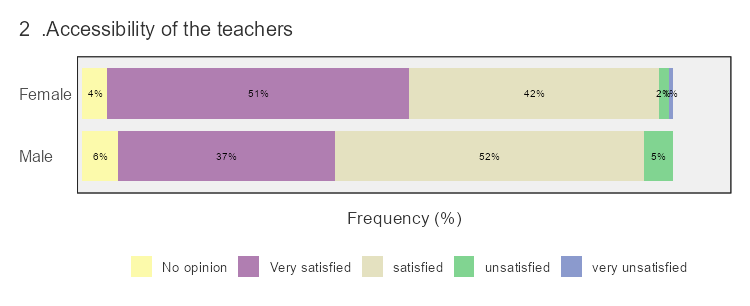 2 .Accessibility of the teachers
Female 4% 51% 42% 2%
Male 6% 37% 52% 5%
Frequency (%)
No opinion Very satisfied satisfied unsatisfied very unsatisfied